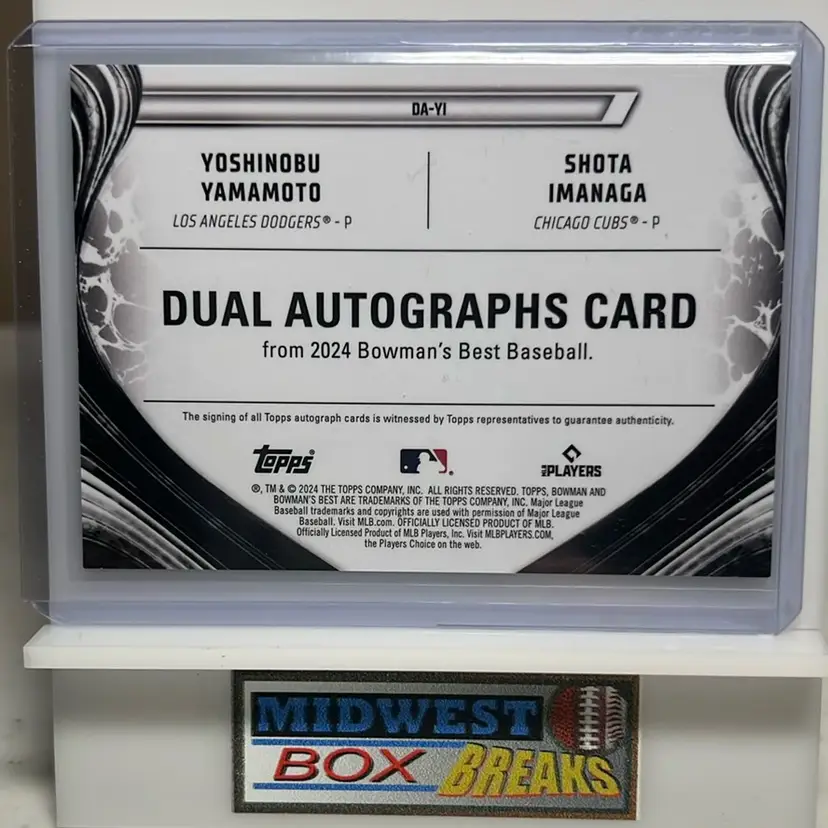 DA-YI
YOSHINOBU
YAMAMOTO
LOS ANGELES DODGERS® - P
SHOTA
IMANAGA
CHICAGO CUBS® - P
DUAL AUTOGRAPHS CARD
from 2024 Bowman's Best Baseball.
The signing of all Topps autograph cards is witnessed by Topps representatives to guarantee authenticity.
topps
PLAYERS
®, TM & © 2024 THE TOPPS COMPANY, INC. ALL RIGHTS RESERVED. TOPPS, BOWMAN AND
BOWMAN'S BEST ARE TRADEMARKS OF THE TOPPS COMPANY, INC. Major League
Baseball trademarks and copyrights are used with permission of Major League
Baseball. Visit MLB.com. OFFICIALLY LICENSED PRODUCT OF MLB.
Officially Licensed Product of MLB Players, Inc. Visit MLBPLAYERS.COM,
the Players Choice on the web.
MIDWEST
BOX BREAKS